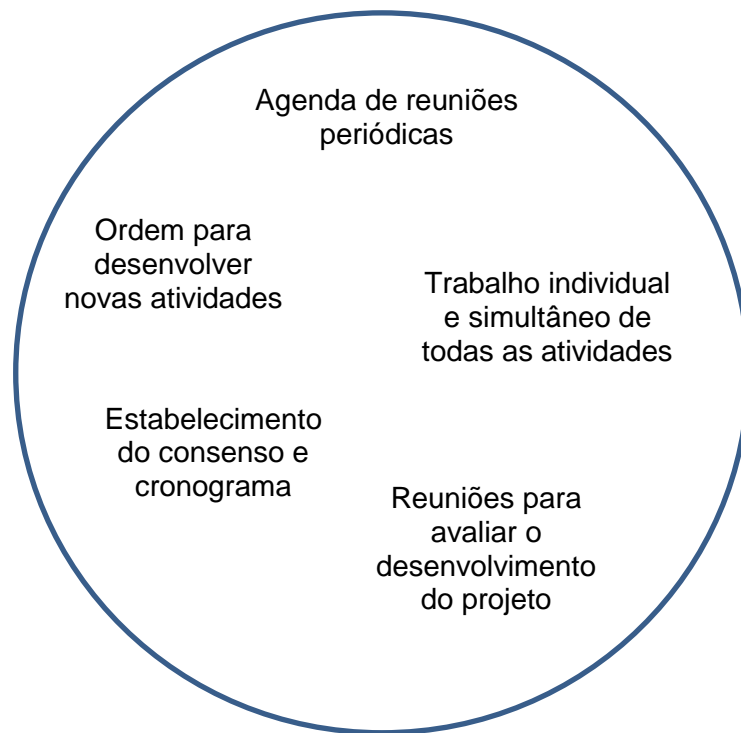 Agenda de reuniões
periódicas
Ordem para
desenvolver
novas atividades
Trabalho individual
e simultâneo de
todas as atividades
Estabelecimento
do consenso e
cronograma
Reuniões para
avaliar o
desenvolvimento
do projeto